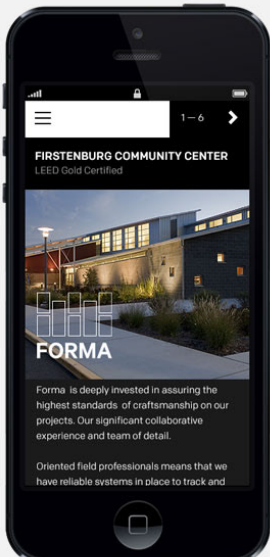 1 – 6
FIRSTENBURG COMMUNITY CENTER
LEED Gold Certified
FORMA
Forma is deeply invested in assuring the
highest standards of craftsmanship on our
projects. Our significant collaborative
experience and team of detail.
Oriented field professionals means that we
have reliable systems in place to track and